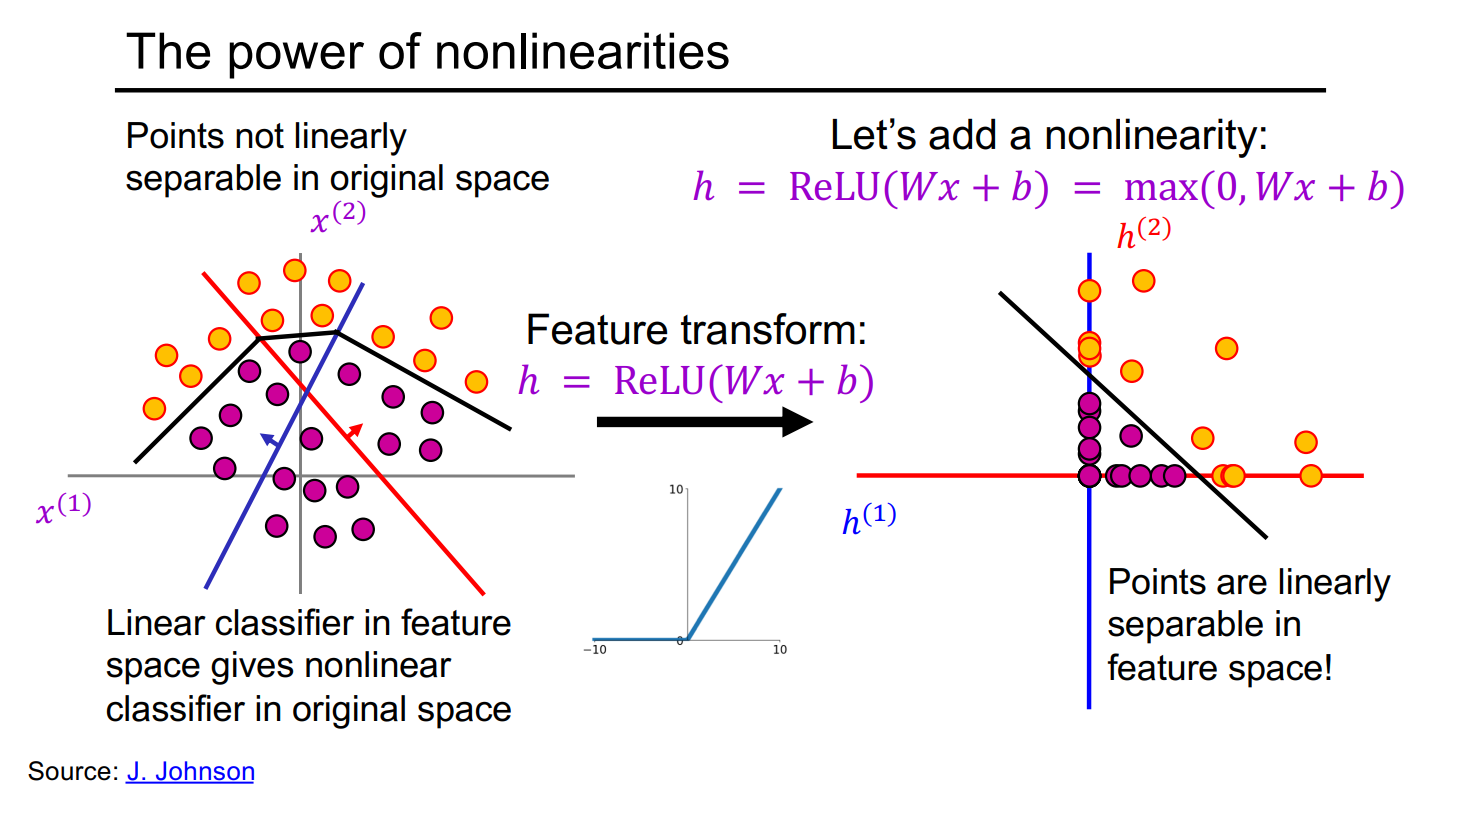 The power of nonlinearities
Points not linearly
separable in original space
x^(2)
x^(1)
Linear classifier in feature
space gives nonlinear
classifier in original space
Feature transform:
h = ReLU(Wx + b)
10
0
−10
10
Let’s add a nonlinearity:
h = ReLU(Wx + b) = max(0, Wx + b)
h^(2)
h^(1)
Points are linearly
separable in
feature space!
Source: J. Johnson